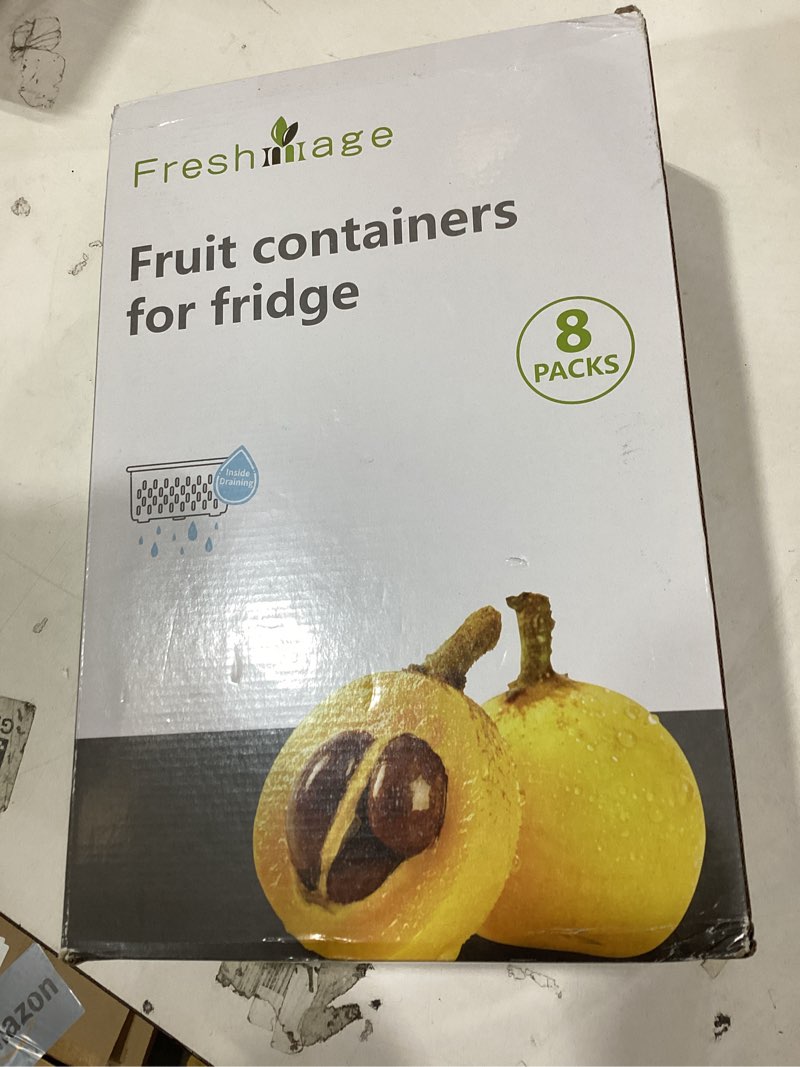 Freshmage
Fruit containers
for fridge
8
PACKS
Inside
Draining